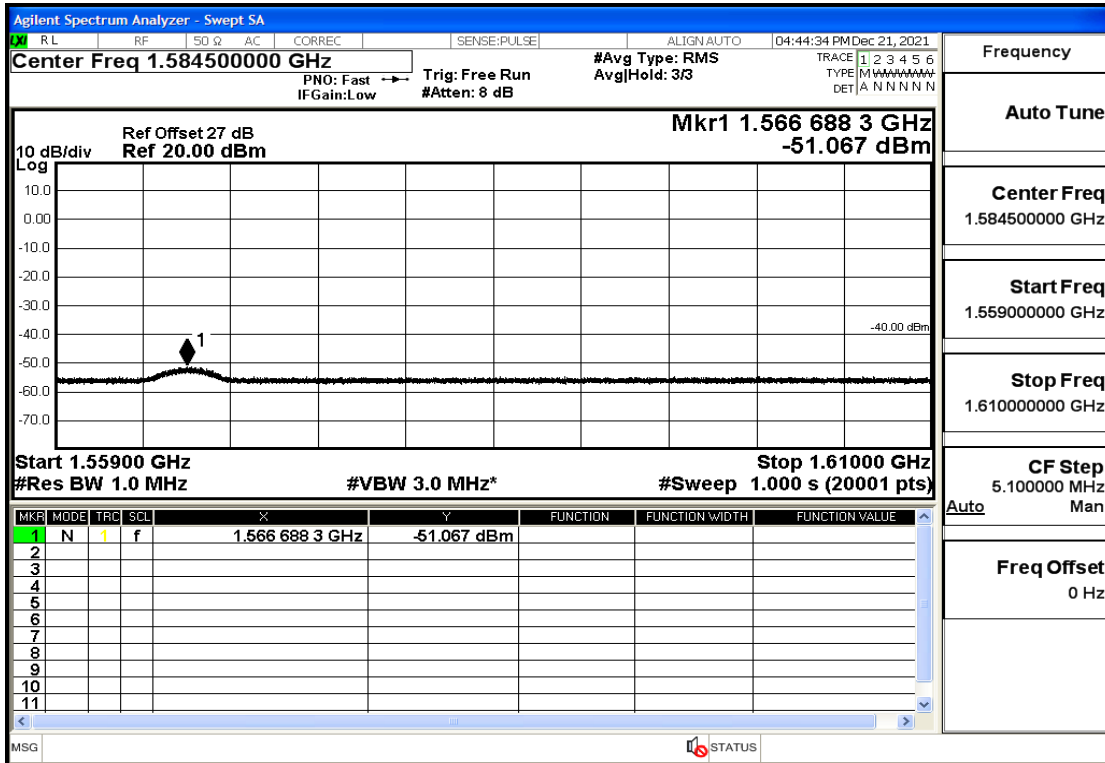 Agilent Spectrum Analyzer - Swept SA
LXI RL RF 50 Ω AC CORREC SENSE:PULSE ALIGN AUTO 04:44:34 PM Dec 21, 2021
Center Freq 1.584500000 GHz
PNO: Fast
IFGain:Low
Trig: Free Run
#Atten: 8 dB
#Avg Type: RMS
Avg|Hold: 3/3
TRACE 1 2 3 4 5 6
TYPE M WWWWW
DET A N N N N N
Ref Offset 27 dB
10 dB/div Ref 20.00 dBm
Log
Mkr1 1.566 688 3 GHz
-51.067 dBm
10.0
0.00
-10.0
-20.0
-30.0
-40.0
-50.0
-60.0
-70.0
1
-40.00 dBm
Start 1.55900 GHz Stop 1.61000 GHz
#Res BW 1.0 MHz #VBW 3.0 MHz* #Sweep 1.000 s (20001 pts)
MKR MODE TRC SCL X Y FUNCTION FUNCTION WIDTH FUNCTION VALUE
1 N 1 f 1.566 688 3 GHz -51.067 dBm
2
3
4
5
6
7
8
9
10
11
MSG STATUS
Frequency
Auto Tune
Center Freq
1.584500000 GHz
Start Freq
1.559000000 GHz
Stop Freq
1.610000000 GHz
CF Step
5.100000 MHz
Auto Man
Freq Offset
0 Hz